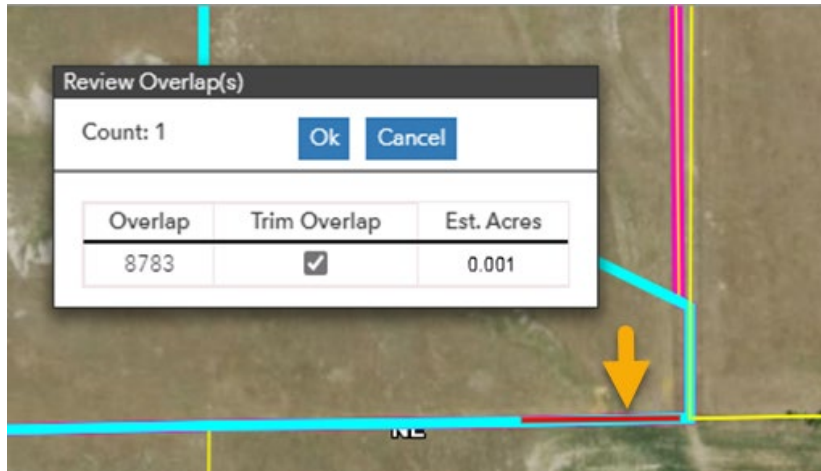 Review Overlap(s)
Count: 1
Ok
Cancel
Overlap Trim Overlap Est. Acres
8783 0.001